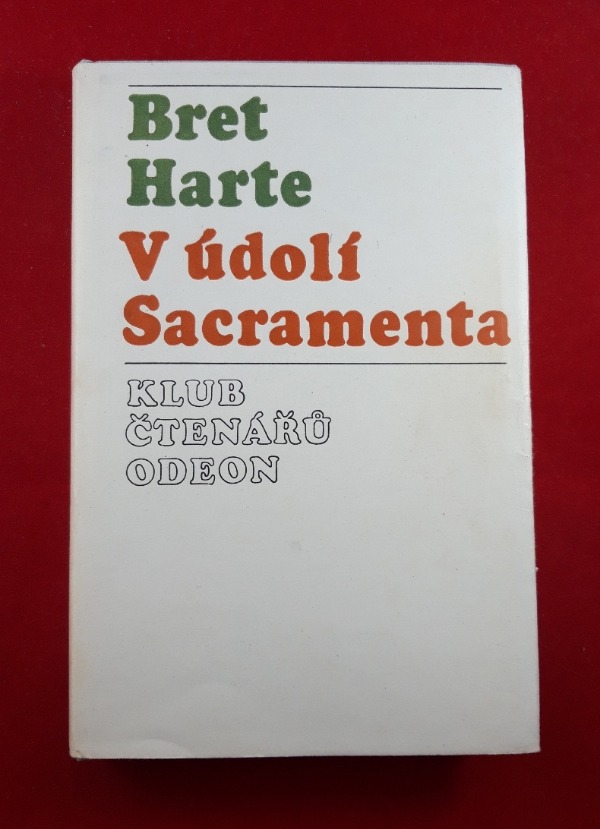 Bret
Harte
V údolí
Sacramenta
KLUB
ČTENÁŘŮ
ODEON